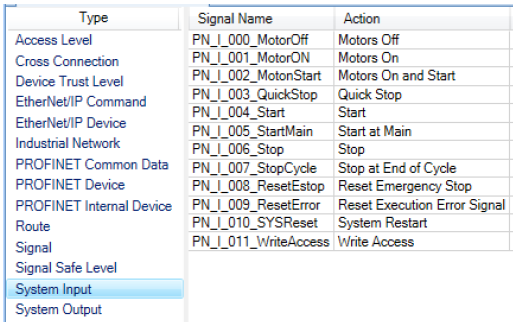 Type
Access Level
Cross Connection
Device Trust Level
EtherNet/IP Command
EtherNet/IP Device
Industrial Network
PROFINET Common Data
PROFINET Device
PROFINET Internal Device
Route
Signal
Signal Safe Level
System Input
System Output
Signal Name Action
PN_I_000_MotorOff Motors Off
PN_I_001_MotorON Motors On
PN_I_002_MotonStart Motors On and Start
PN_I_003_QuickStop Quick Stop
PN_I_004_Start Start
PN_I_005_StartMain Start at Main
PN_I_006_Stop Stop
PN_I_007_StopCycle Stop at End of Cycle
PN_I_008_ResetEstop Reset Emergency Stop
PN_I_009_ResetError Reset Execution Error Signal
PN_I_010_SYSReset System Restart
PN_I_011_WriteAccess Write Access